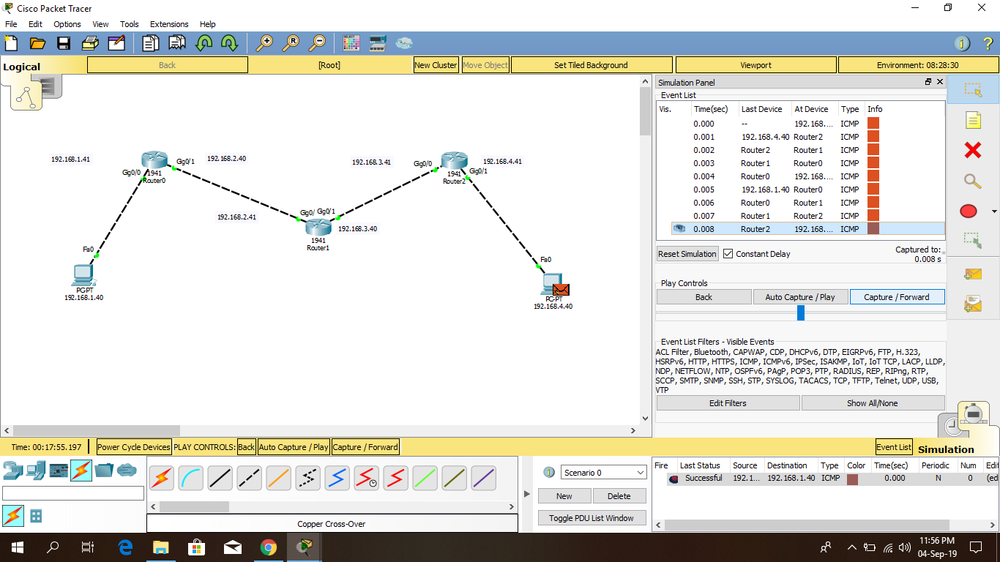 Cisco Packet Tracer
File Edit Options View Tools Extensions Help
Logical
Back
[Root]
New Cluster
Move Object
Set Tiled Background
Viewport
Environment: 08:28:30
192.168.1.41
Gg0/1
192.168.2.40
Gg0/0
1941
Router0
192.168.3.41
Gg0/0
192.168.4.41
1941
Gg0/1
Router2
192.168.2.41
Gg0/
Gg0/1
192.168.3.40
1941
Router1
Fa0
PC-PT
192.168.1.40
Fa0
PC-PT
192.168.4.40
Simulation Panel
Event List
Vis. Time(sec) Last Device At Device Type Info
0.000 -- 192.168.... ICMP
0.001 192.168.4.40 Router2 ICMP
0.002 Router2 Router1 ICMP
0.003 Router1 Router0 ICMP
0.004 Router0 192.168.... ICMP
0.005 192.168.1.40 Router0 ICMP
0.006 Router0 Router1 ICMP
0.007 Router1 Router2 ICMP
0.008 Router2 192.168.... ICMP
Reset Simulation
Constant Delay
Captured to:
0.008 s
Play Controls
Back
Auto Capture / Play
Capture / Forward
Event List Filters - Visible Events
ACL Filter, Bluetooth, CAPWAP, CDP, DHCPv6, DTP, EIGRPv6, FTP, H.323,
HSRPv6, HTTP, HTTPS, ICMP, ICMPv6, IPSec, ISAKMP, IoT, IoT TCP, LACP, LLDP,
NDP, NETFLOW, NTP, OSPFv6, PAgP, POP3, PTP, RADIUS, REP, RIPng, RTP,
SCCP, SMTP, SNMP, SSH, STP, SYSLOG, TACACS, TCP, TFTP, Telnet, UDP, USB,
VTP
Edit Filters
Show All/None
Time: 00:17:55.197
Power Cycle Devices
PLAY CONTROLS:
Back
Auto Capture / Play
Capture / Forward
Event List
Simulation
Copper Cross-Over
Scenario 0
New
Delete
Toggle PDU List Window
Fire Last Status Source Destination Type Color Time(sec) Periodic Num Edit
Successful 192.1... 192.168.1.40 ICMP 0.000 N 0 (ed
11:56 PM
04-Sep-19